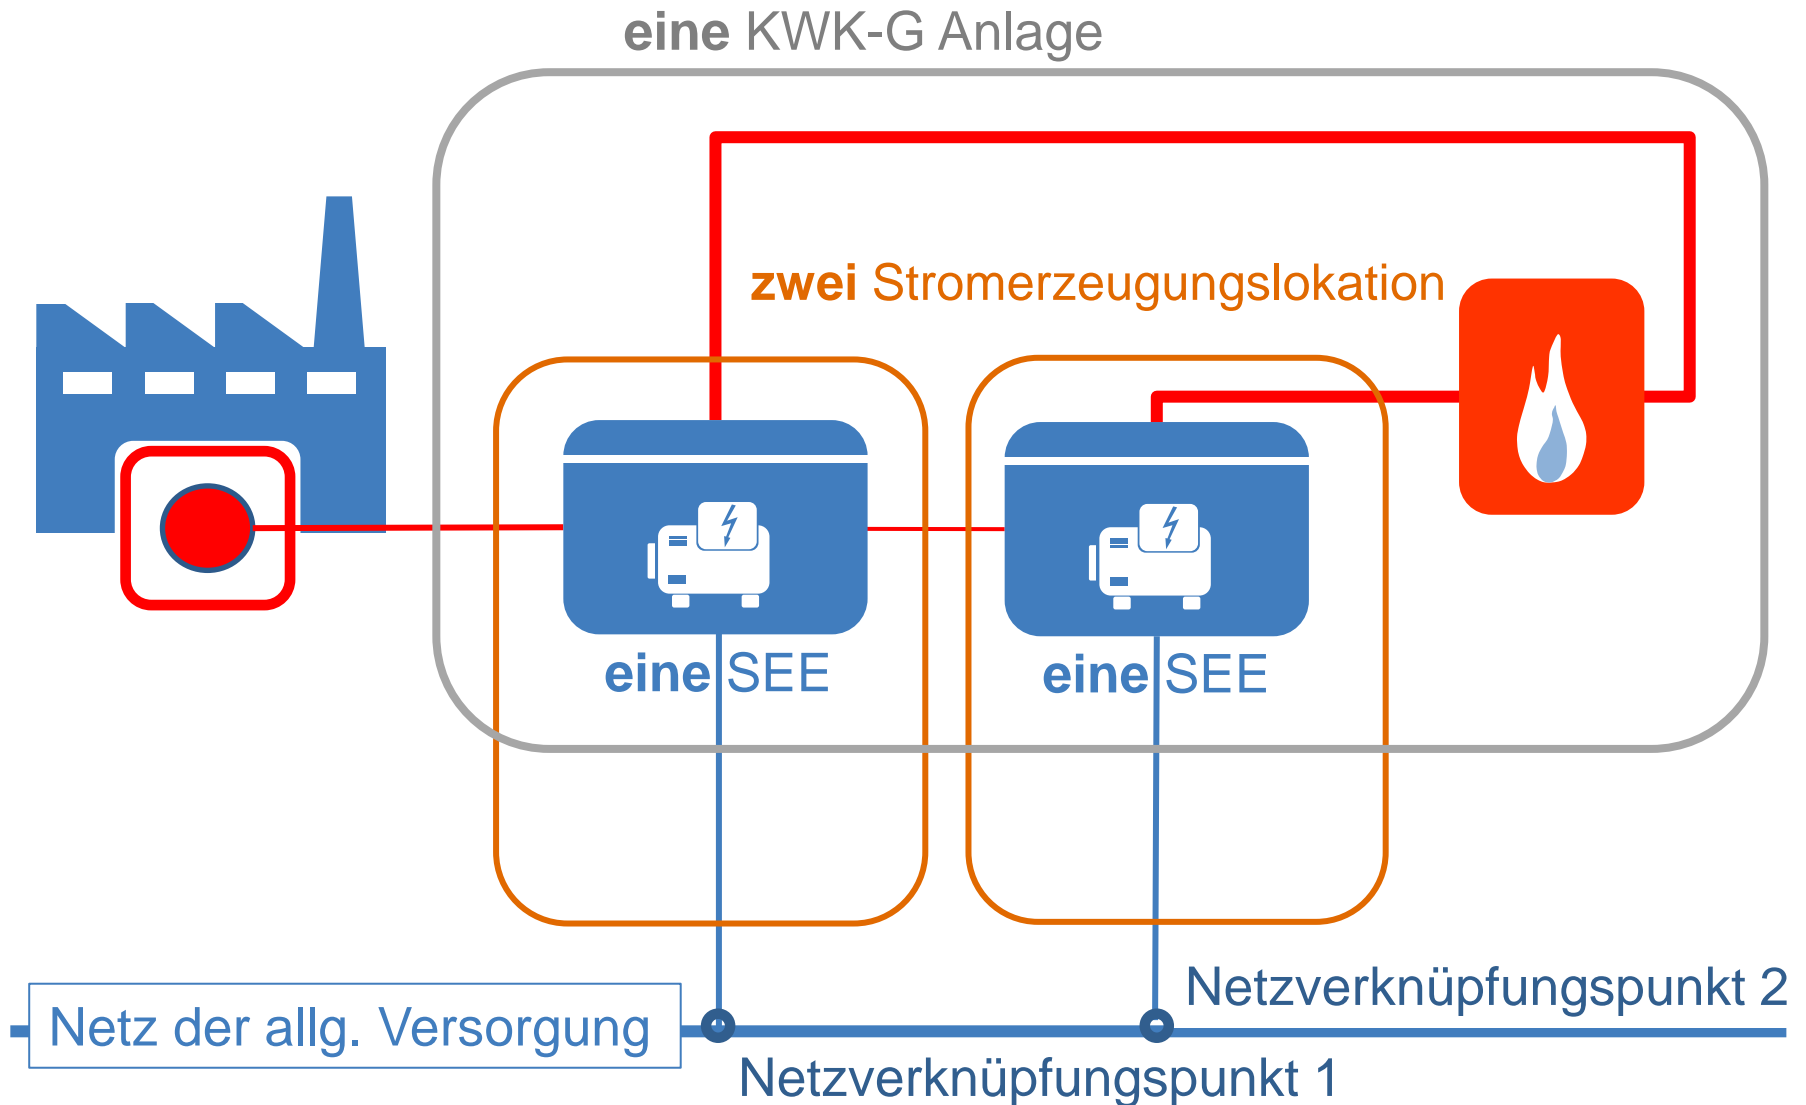 eine KWK-G Anlage
zwei Stromerzeugungslokation
eine SEE
eine SEE
Netzverknüpfungspunkt 2
Netz der allg. Versorgung
Netzverknüpfungspunkt 1